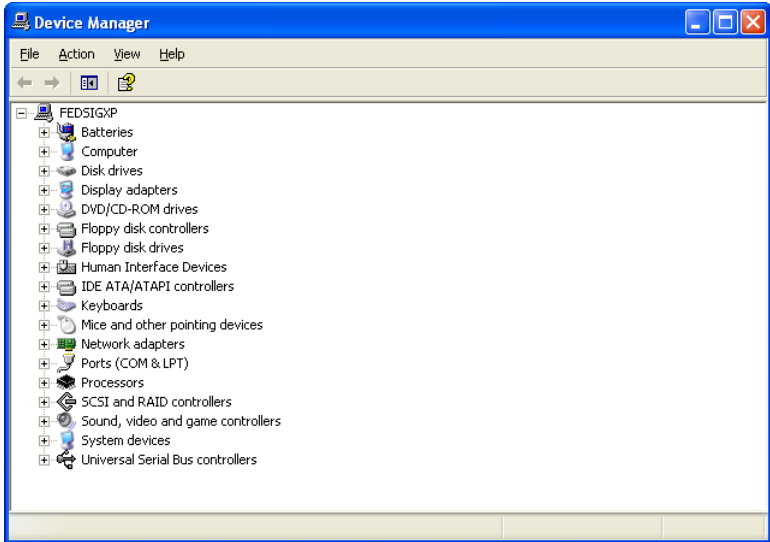 Device Manager
File Action View Help
FEDSIGXP
Batteries
Computer
Disk drives
Display adapters
DVD/CD-ROM drives
Floppy disk controllers
Floppy disk drives
Human Interface Devices
IDE ATA/ATAPI controllers
Keyboards
Mice and other pointing devices
Network adapters
Ports (COM & LPT)
Processors
SCSI and RAID controllers
Sound, video and game controllers
System devices
Universal Serial Bus controllers